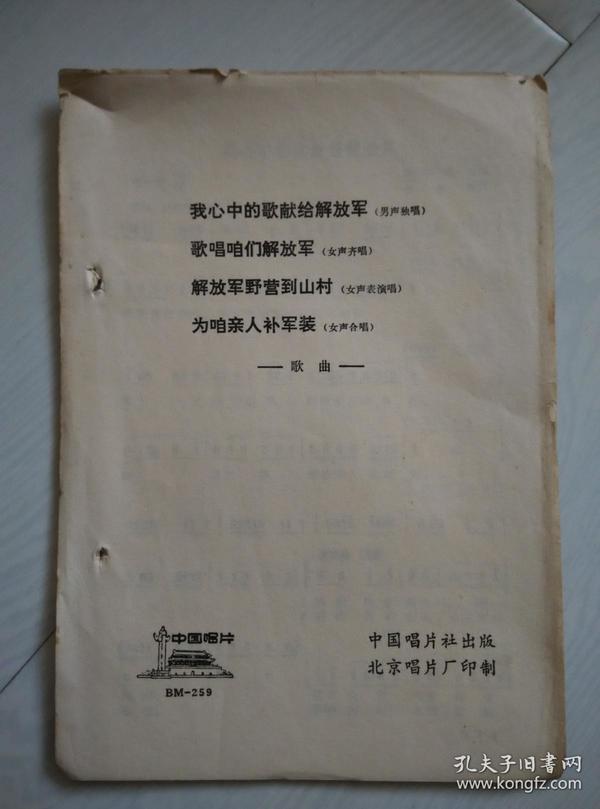 我心中的歌献给解放军（男声独唱）
歌唱咱们解放军（女声齐唱）
解放军野营到山村（女声表演唱）
为咱亲人补军装（女声合唱）
——歌 曲——
中国唱片
BM-259
中国唱片社出版
北京唱片厂印制
孔夫子旧书网
www.kongfz.com